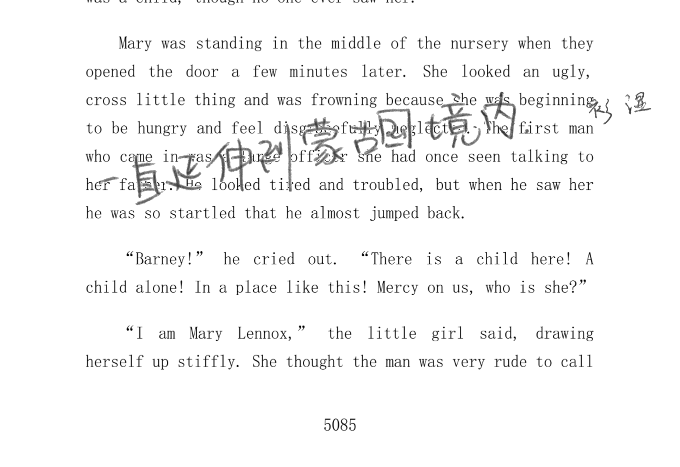 was a child, though no one ever saw her.
Mary was standing in the middle of the nursery when they
opened the door a few minutes later. She looked an ugly,
cross little thing and was frowning because she was beginning
to be hungry and feel disgracefully neglected. The first man
who came in was a large officer she had once seen talking to
her father. He looked tired and troubled, but when he saw her
he was so startled that he almost jumped back.
一直延伸到蒙古国境内,
湿
“Barney!” he cried out. “There is a child here! A
child alone! In a place like this! Mercy on us, who is she?”
“I am Mary Lennox,” the little girl said, drawing
herself up stiffly. She thought the man was very rude to call
5085